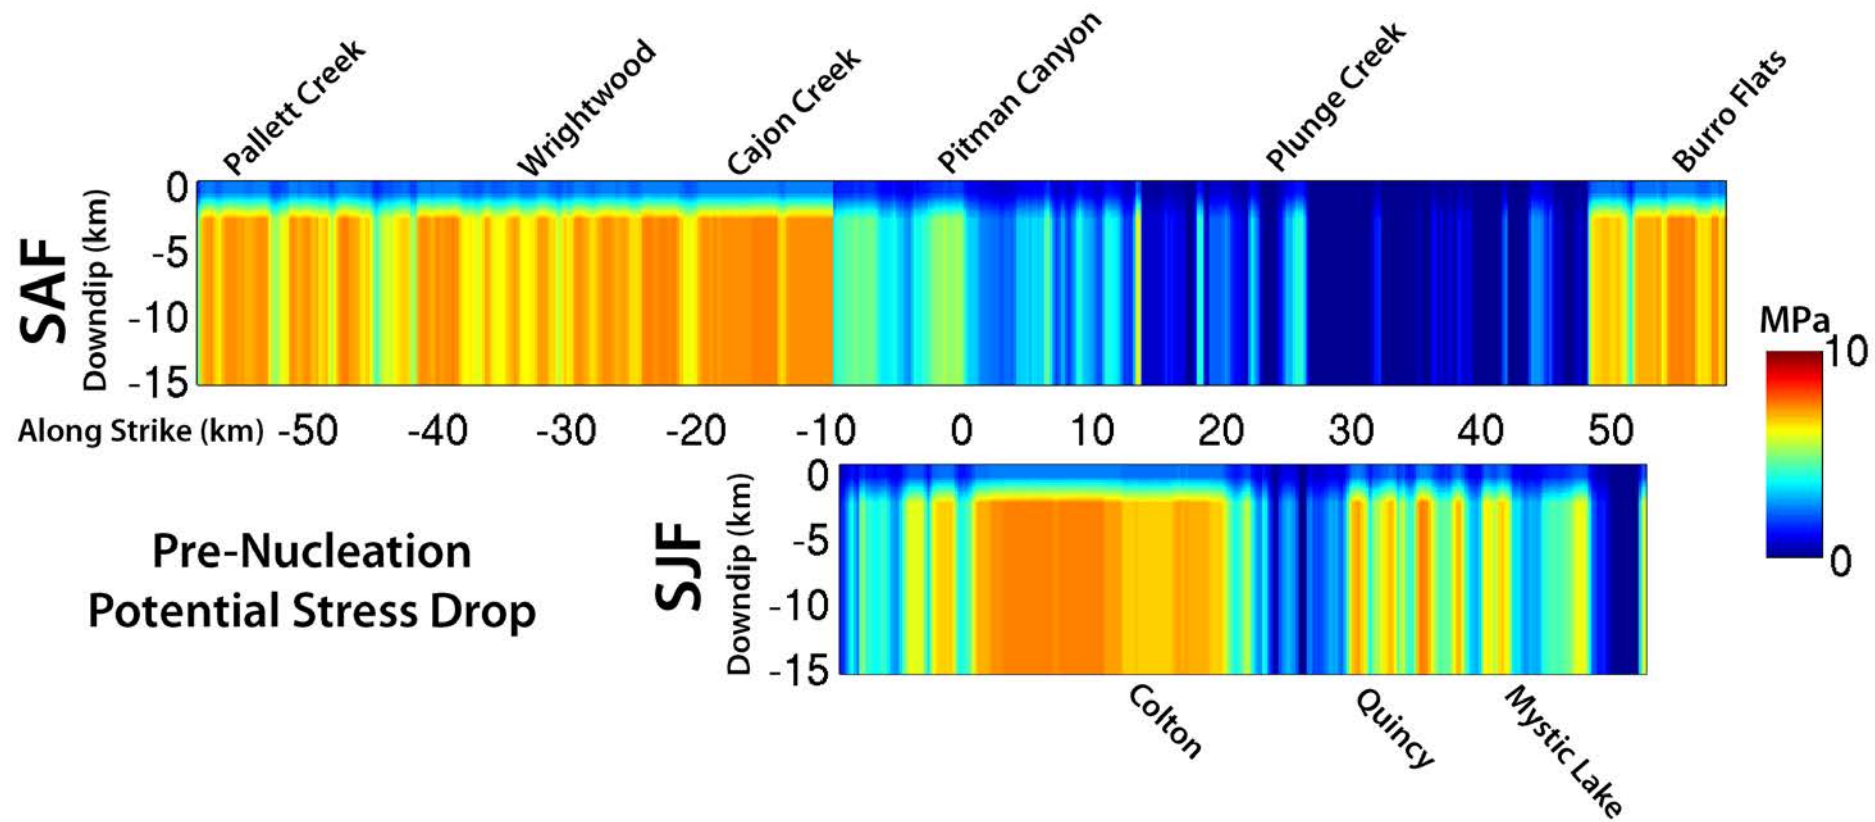 Pallett Creek
Wrightwood
Cajon Creek
Pitman Canyon
Plunge Creek
Burro Flats
SAF
Downdip (km)
0
-5
-10
-15
MPa
10
0
Along Strike (km) -50 -40 -30 -20 -10 0 10 20 30 40 50
Pre-Nucleation
Potential Stress Drop
SJF
Downdip (km)
0
-5
-10
-15
Colton
Quincy
Mystic Lake